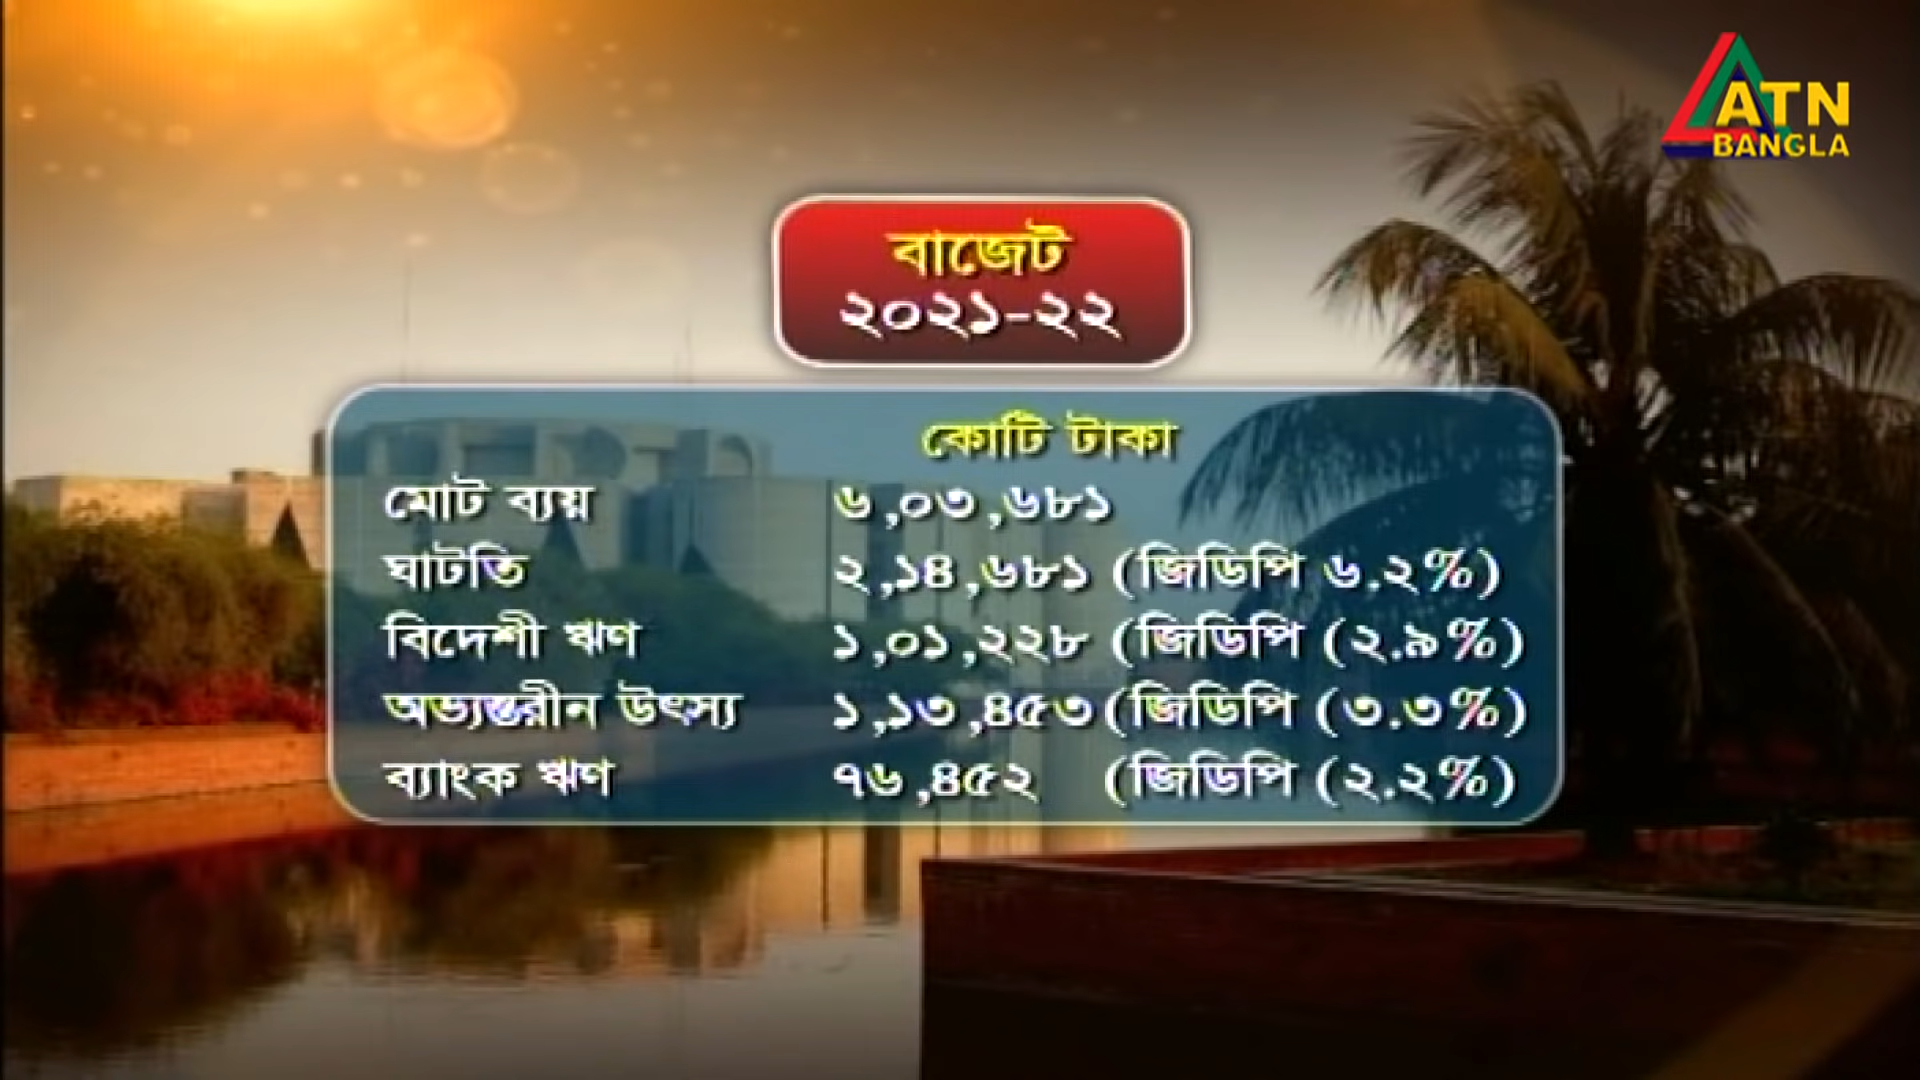 ATN
BANGLA
বাজেট
২০২১-২২
কোটি টাকা
মোট ব্যয় ৬,০৩,৬৮১
ঘাটতি ২,১৪,৬৮১ (জিডিপি ৬.২%)
বিদেশী ঋণ ১,০১,২২৮ (জিডিপি (২.৯%)
অভ্যন্তরীন উৎস্য ১,১৩,৪৫৩ (জিডিপি (৩.৩%)
ব্যাংক ঋণ ৭৬,৪৫২ (জিডিপি (২.২%)